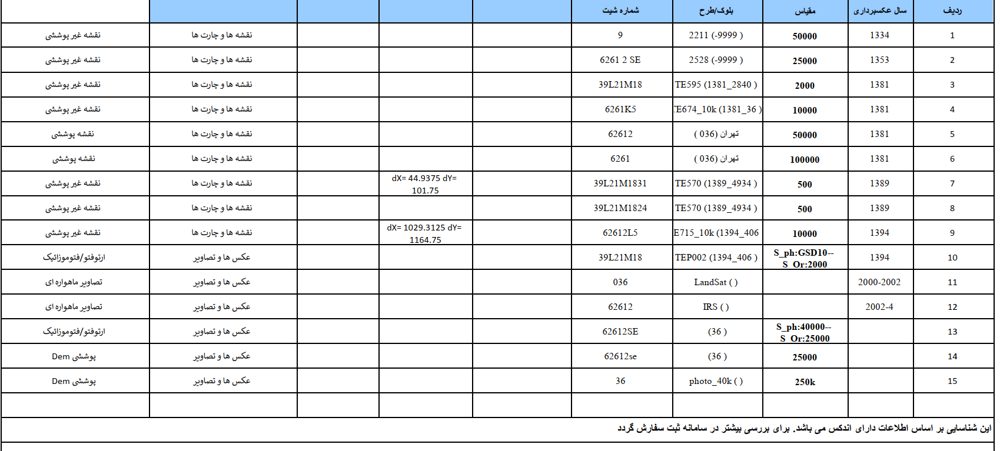 ردیف سال عکسبرداری مقیاس بلوک/طرح شماره شیت
1 1334 50000 2211 (-9999 ) 9 نقشه ها و چارت ها نقشه غیر پوششی
2 1353 25000 2528 (-9999 ) 6261 2 SE نقشه ها و چارت ها نقشه غیر پوششی
3 1381 2000 TE595 (1381_2840 ) 39L21M18 نقشه ها و چارت ها نقشه غیر پوششی
4 1381 10000 TE674_10k (1381_36 ) 6261K5 نقشه ها و چارت ها نقشه غیر پوششی
5 1381 50000 تهران (036 ) 62612 نقشه ها و چارت ها نقشه پوششی
6 1381 100000 تهران (036 ) 6261 نقشه ها و چارت ها نقشه پوششی
7 1389 500 TE570 (1389_4934 ) 39L21M1831 dX= 44.9375 dY= 101.75 نقشه ها و چارت ها نقشه غیر پوششی
8 1389 500 TE570 (1389_4934 ) 39L21M1824 نقشه ها و چارت ها نقشه غیر پوششی
9 1394 10000 E715_10k (1394_406 62612L5 dX= 1029.3125 dY= 1164.75 نقشه ها و چارت ها نقشه غیر پوششی
10 1394 S_ph:GSD10-- S_Or:2000 TEP002 (1394_406 ) 39L21M18 عکس ها و تصاویر ارتوفتو/فتوموزائیک
11 2000-2002 LandSat ( ) 036 عکس ها و تصاویر تصاویر ماهواره ای
12 2002-4 IRS ( ) 62612 عکس ها و تصاویر تصاویر ماهواره ای
13 S_ph:40000-- S_Or:25000 (36 ) 62612SE عکس ها و تصاویر ارتوفتو/فتوموزائیک
14 25000 (36 ) 62612se عکس ها و تصاویر پوششی Dem
15 250k photo_40k ( ) 36 عکس ها و تصاویر پوششی Dem
این شناسایی بر اساس اطلاعات دارای اندکس می باشد. برای بررسی بیشتر در سامانه ثبت سفارش گردد